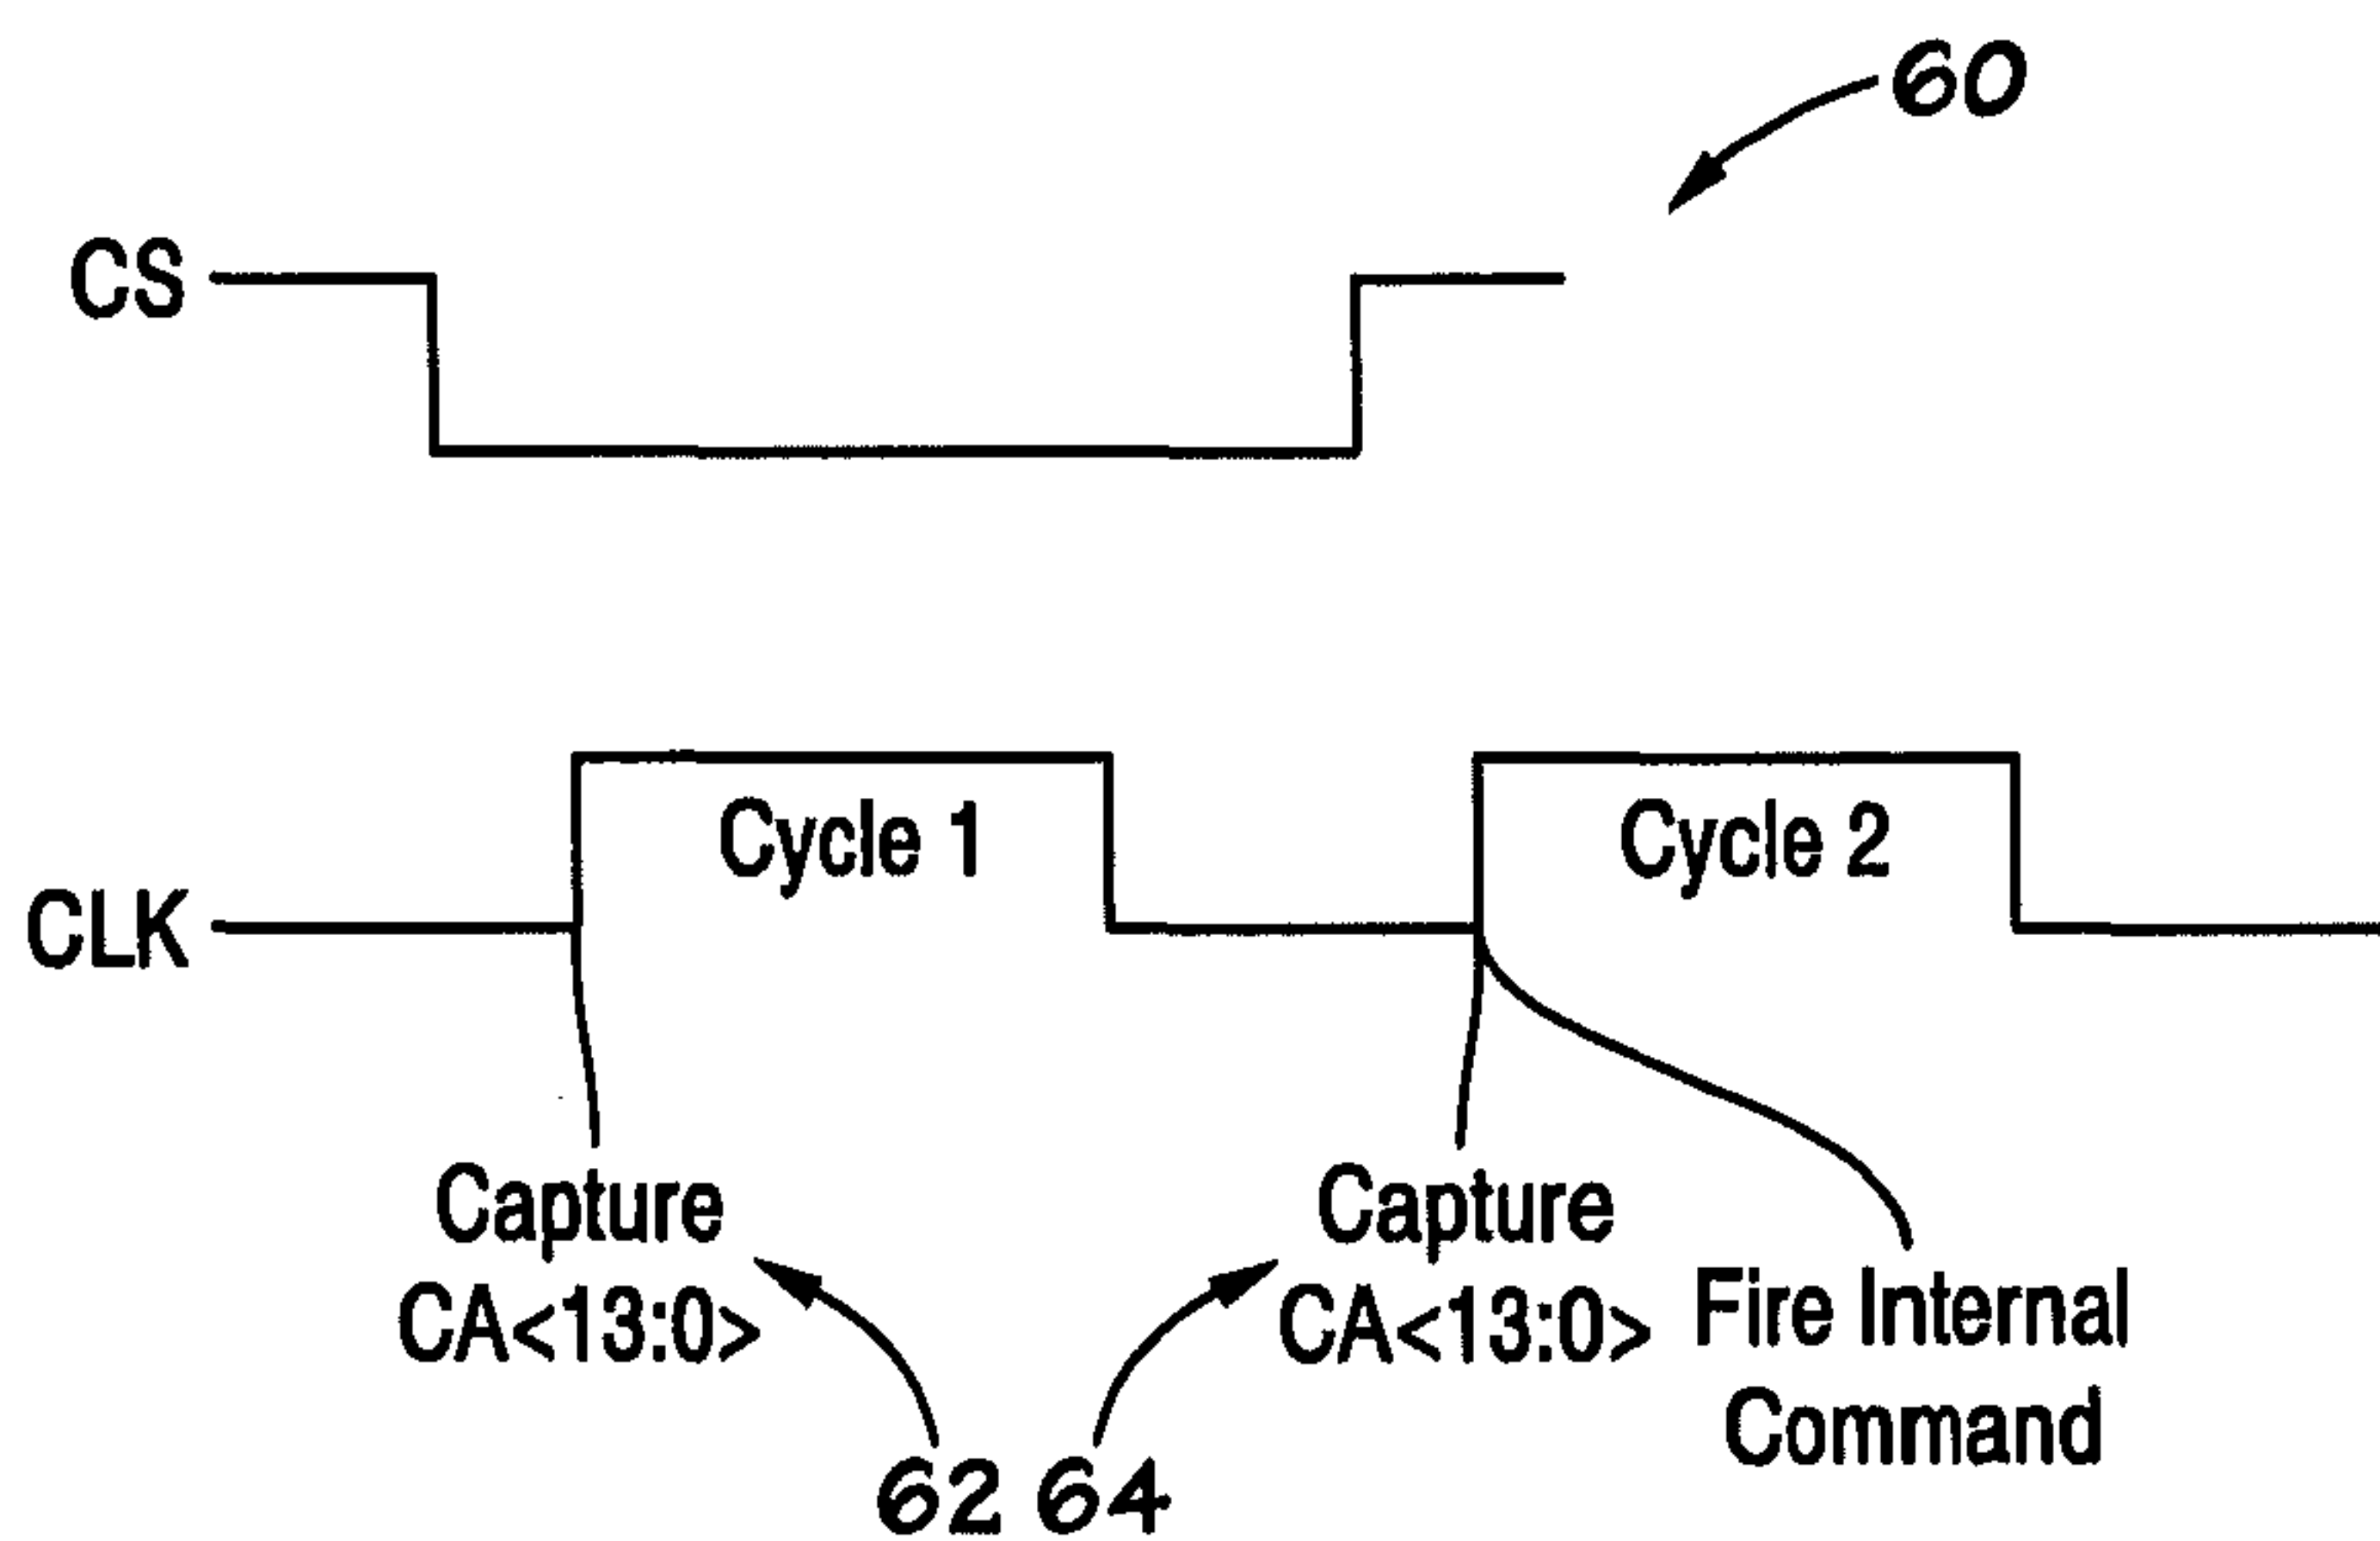 60
CS
Cycle 1
Cycle 2
CLK
Capture
CA<13:0>
Capture
CA<13:0>
Fire Internal
Command
62
64